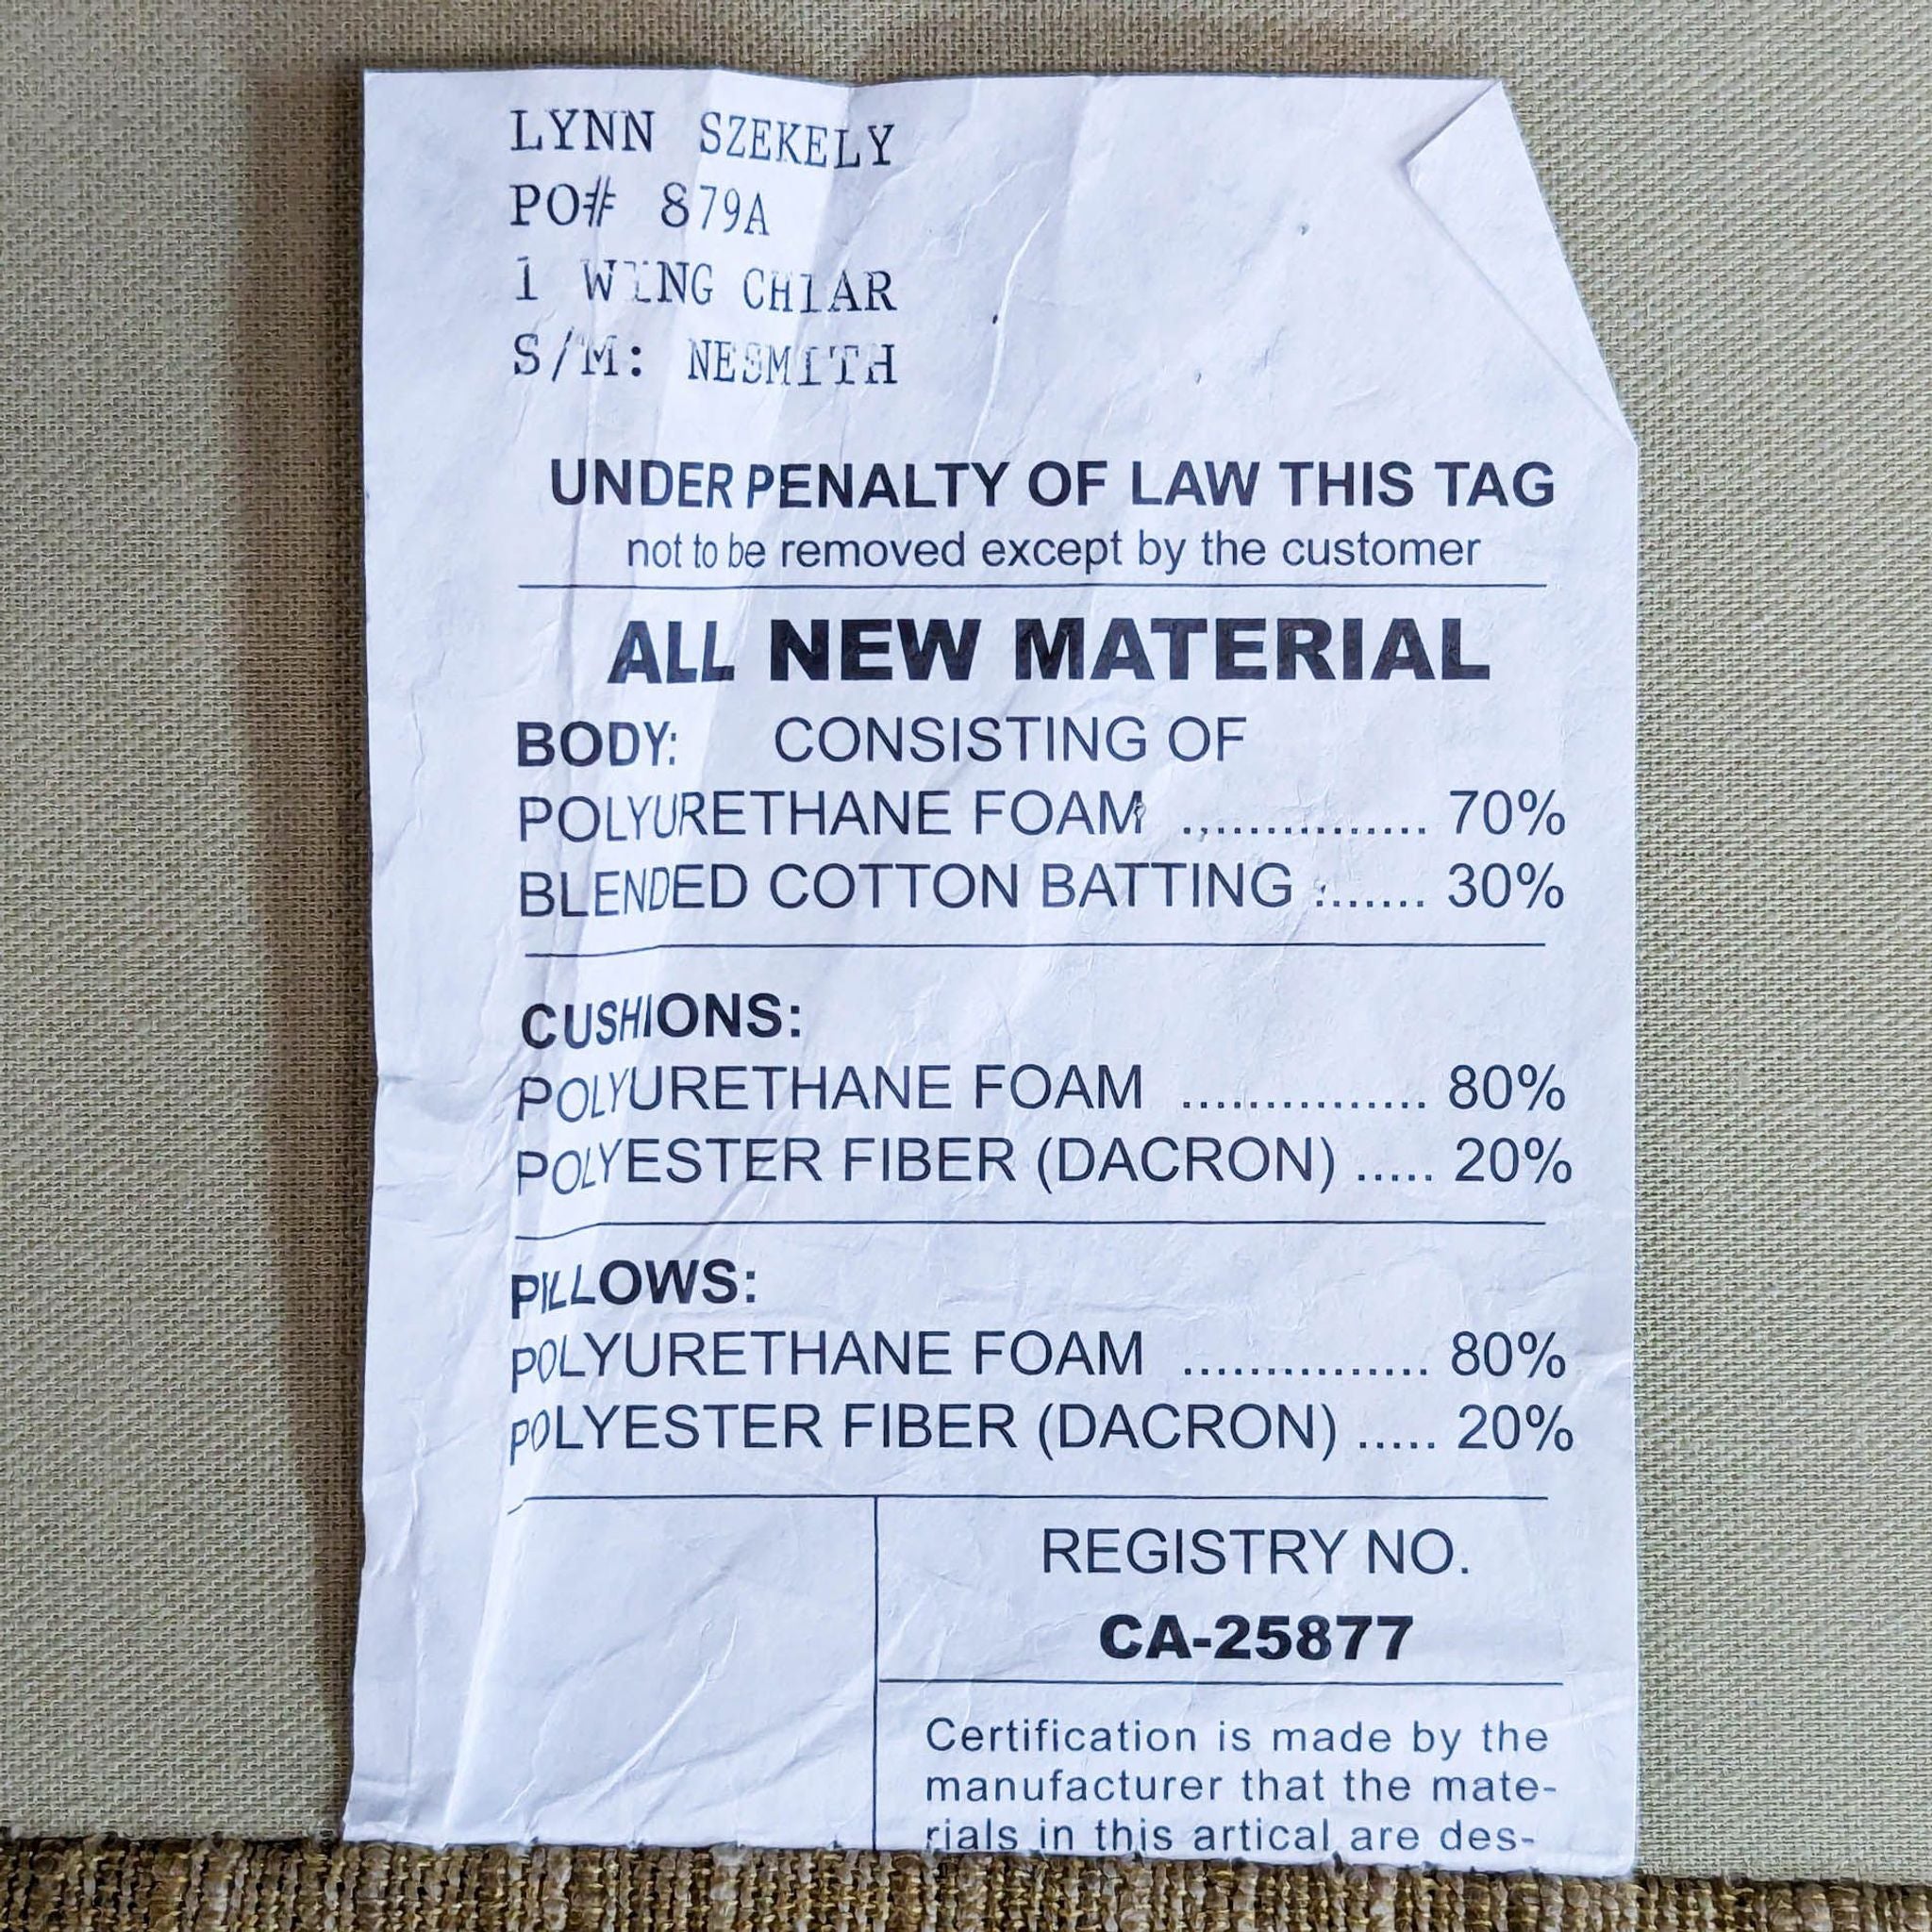 LYNN SZEKELY
PO# 879A
1 WING CHIAR
S/M: NESMITH
UNDER PENALTY OF LAW THIS TAG
not to be removed except by the customer
ALL NEW MATERIAL
BODY: CONSISTING OF
POLYURETHANE FOAM ................ 70%
BLENDED COTTON BATTING ........ 30%
CUSHIONS:
POLYURETHANE FOAM ................ 80%
POLYESTER FIBER (DACRON) ..... 20%
PILLOWS:
POLYURETHANE FOAM ................ 80%
POLYESTER FIBER (DACRON) ..... 20%
REGISTRY NO.
CA-25877
Certification is made by the
manufacturer that the mate-
rials in this artical are des-